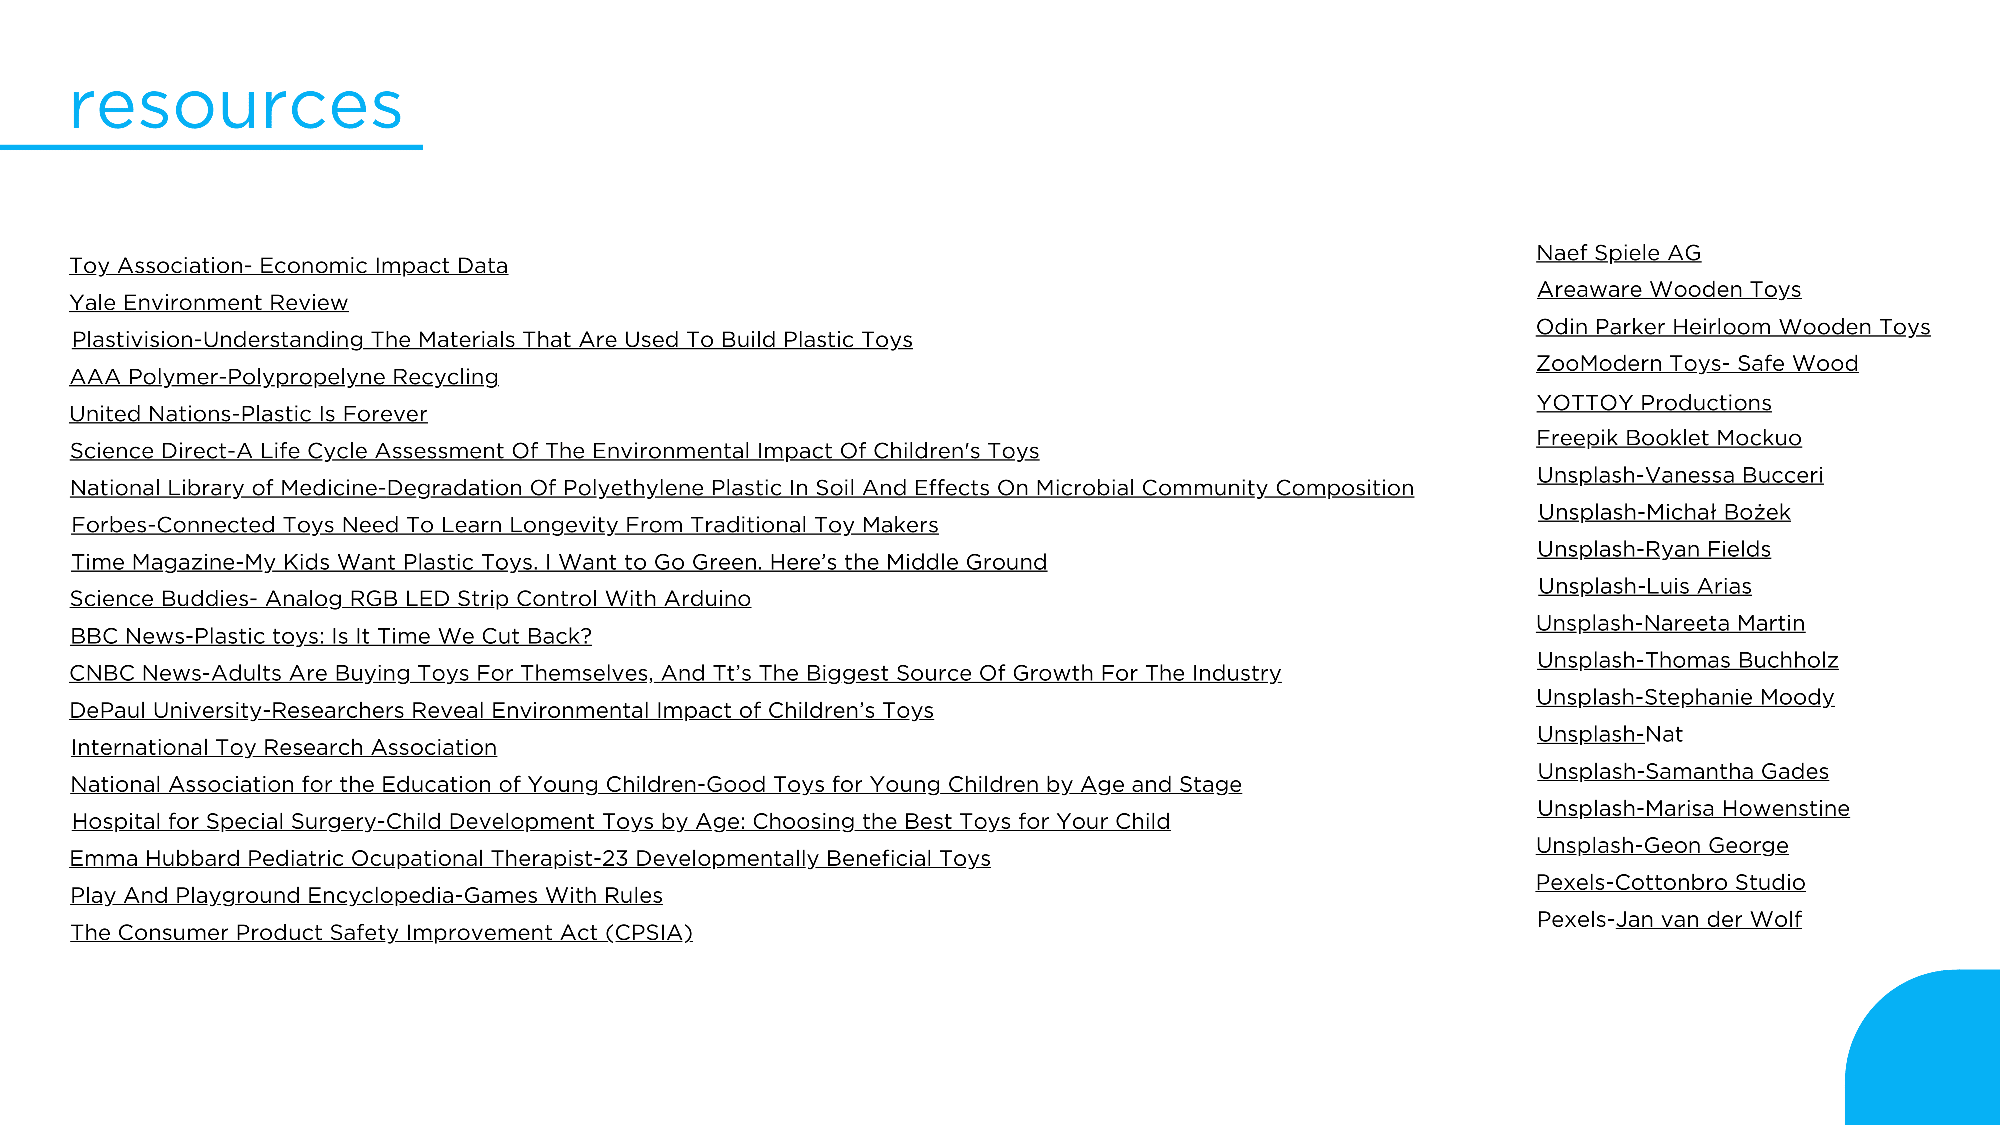 resources
Toy Association- Economic Impact Data
Yale Environment Review
Plastivision-Understanding The Materials That Are Used To Build Plastic Toys
AAA Polymer-Polypropelyne Recycling
United Nations-Plastic Is Forever
Science Direct-A Life Cycle Assessment Of The Environmental Impact Of Children's Toys
National Library of Medicine-Degradation Of Polyethylene Plastic In Soil And Effects On Microbial Community Composition
Forbes-Connected Toys Need To Learn Longevity From Traditional Toy Makers
Time Magazine-My Kids Want Plastic Toys. I Want to Go Green. Here’s the Middle Ground
Science Buddies- Analog RGB LED Strip Control With Arduino
BBC News-Plastic toys: Is It Time We Cut Back?
CNBC News-Adults Are Buying Toys For Themselves, And Tt’s The Biggest Source Of Growth For The Industry
DePaul University-Researchers Reveal Environmental Impact of Children’s Toys
International Toy Research Association
National Association for the Education of Young Children-Good Toys for Young Children by Age and Stage
Hospital for Special Surgery-Child Development Toys by Age: Choosing the Best Toys for Your Child
Emma Hubbard Pediatric Ocupational Therapist-23 Developmentally Beneficial Toys
Play And Playground Encyclopedia-Games With Rules
The Consumer Product Safety Improvement Act (CPSIA)
Naef Spiele AG
Areaware Wooden Toys
Odin Parker Heirloom Wooden Toys
ZooModern Toys- Safe Wood
YOTTOY Productions
Freepik Booklet Mockuo
Unsplash-Vanessa Bucceri
Unsplash-Michał Bożek
Unsplash-Ryan Fields
Unsplash-Luis Arias
Unsplash-Nareeta Martin
Unsplash-Thomas Buchholz
Unsplash-Stephanie Moody
Unsplash-Nat
Unsplash-Samantha Gades
Unsplash-Marisa Howenstine
Unsplash-Geon George
Pexels-Cottonbro Studio
Pexels-Jan van der Wolf